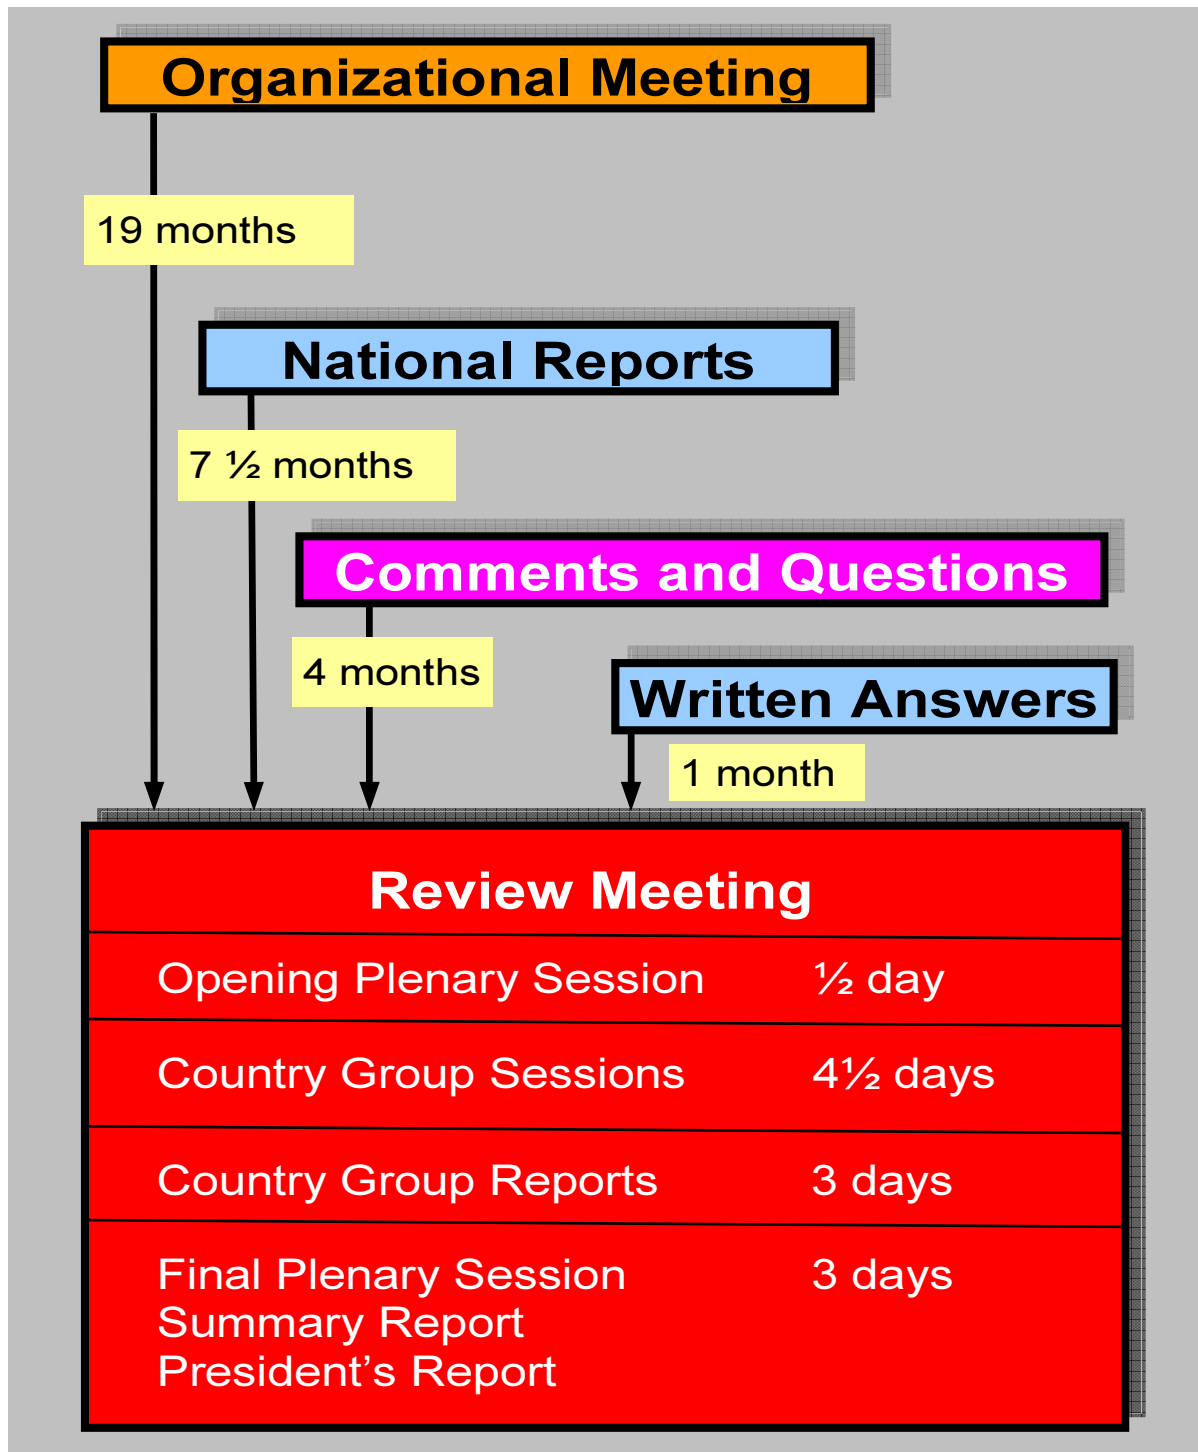 Organizational Meeting
19 months
National Reports
7 ½ months
Comments and Questions
4 months
Written Answers
1 month
Review Meeting
Opening Plenary Session ½ day
Country Group Sessions 4½ days
Country Group Reports 3 days
Final Plenary Session 3 days
Summary Report
President’s Report